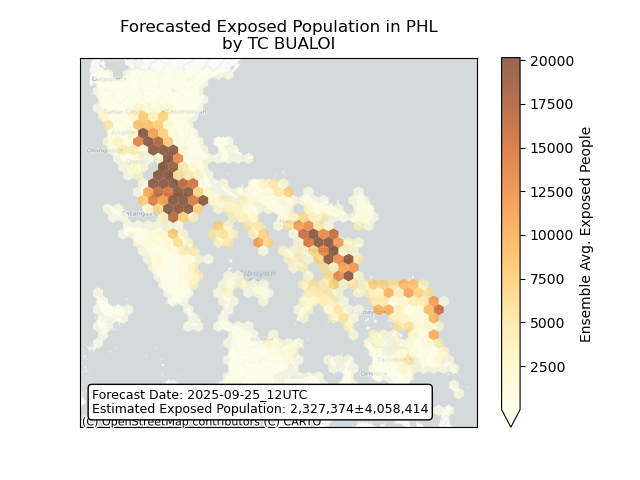 Forecasted Exposed Population in PHL
by TC BUALOI
20000
17500
15000
12500
10000
7500
5000
2500
Ensemble Avg. Exposed People
Sibuyan
Forecast Date: 2025-09-25_12UTC
Estimated Exposed Population: 2,327,374±4,058,414
(C) OpenStreetMap contributors (C) CARTO